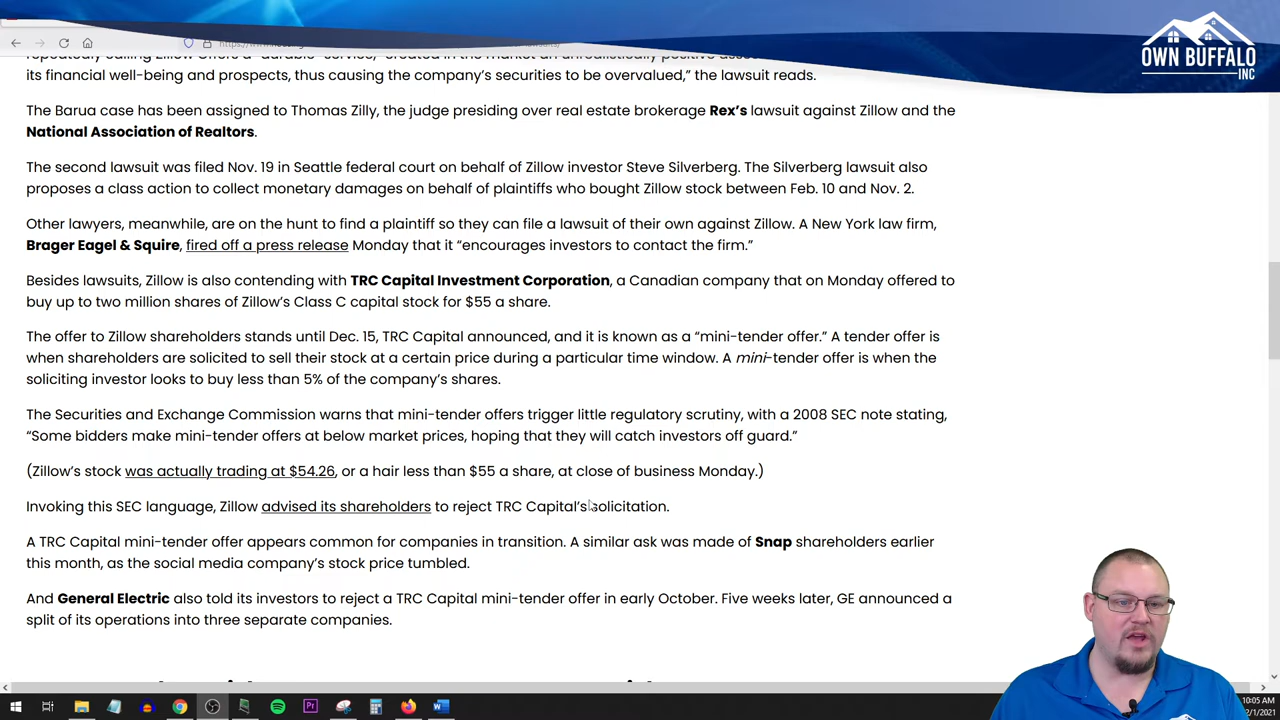 OWN BUFFALO
INC
its financial well-being and prospects, thus causing the company's securities to be overvalued," the lawsuit reads.
The Barua case has been assigned to Thomas Zilly, the judge presiding over real estate brokerage Rex's lawsuit against Zillow and the
National Association of Realtors.
The second lawsuit was filed Nov. 19 in Seattle federal court on behalf of Zillow investor Steve Silverberg. The Silverberg lawsuit also
proposes a class action to collect monetary damages on behalf of plaintiffs who bought Zillow stock between Feb. 10 and Nov. 2.
Other lawyers, meanwhile, are on the hunt to find a plaintiff so they can file a lawsuit of their own against Zillow. A New York law firm,
Brager Eagel & Squire, fired off a press release Monday that it "encourages investors to contact the firm."
Besides lawsuits, Zillow is also contending with TRC Capital Investment Corporation, a Canadian company that on Monday offered to
buy up to two million shares of Zillow's Class C capital stock for $55 a share.
The offer to Zillow shareholders stands until Dec. 15, TRC Capital announced, and it is known as a "mini-tender offer." A tender offer is
when shareholders are solicited to sell their stock at a certain price during a particular time window. A mini-tender offer is when the
soliciting investor looks to buy less than 5% of the company's shares.
The Securities and Exchange Commission warns that mini-tender offers trigger little regulatory scrutiny, with a 2008 SEC note stating,
"Some bidders make mini-tender offers at below market prices, hoping that they will catch investors off guard."
(Zillow's stock was actually trading at $54.26, or a hair less than $55 a share, at close of business Monday.)
Invoking this SEC language, Zillow advised its shareholders to reject TRC Capital's solicitation.
A TRC Capital mini-tender offer appears common for companies in transition. A similar ask was made of Snap shareholders earlier
this month, as the social media company's stock price tumbled.
And General Electric also told its investors to reject a TRC Capital mini-tender offer in early October. Five weeks later, GE announced a
split of its operations into three separate companies.
10:05 AM
2/1/2021